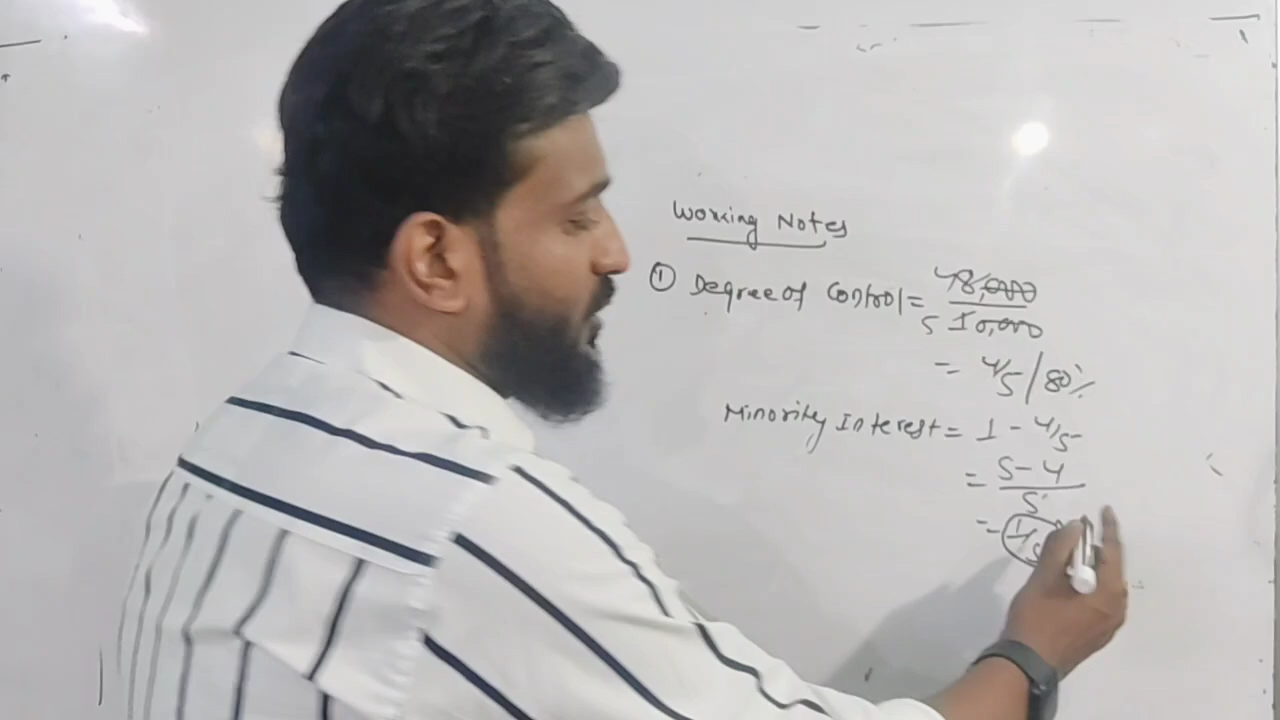 Working Notes
① Degree of Control = 8,000 / 10,000
= 4/5 / 80%
Minority Interest = 1 - 4/5
= 5-4 / 5
= 1/5